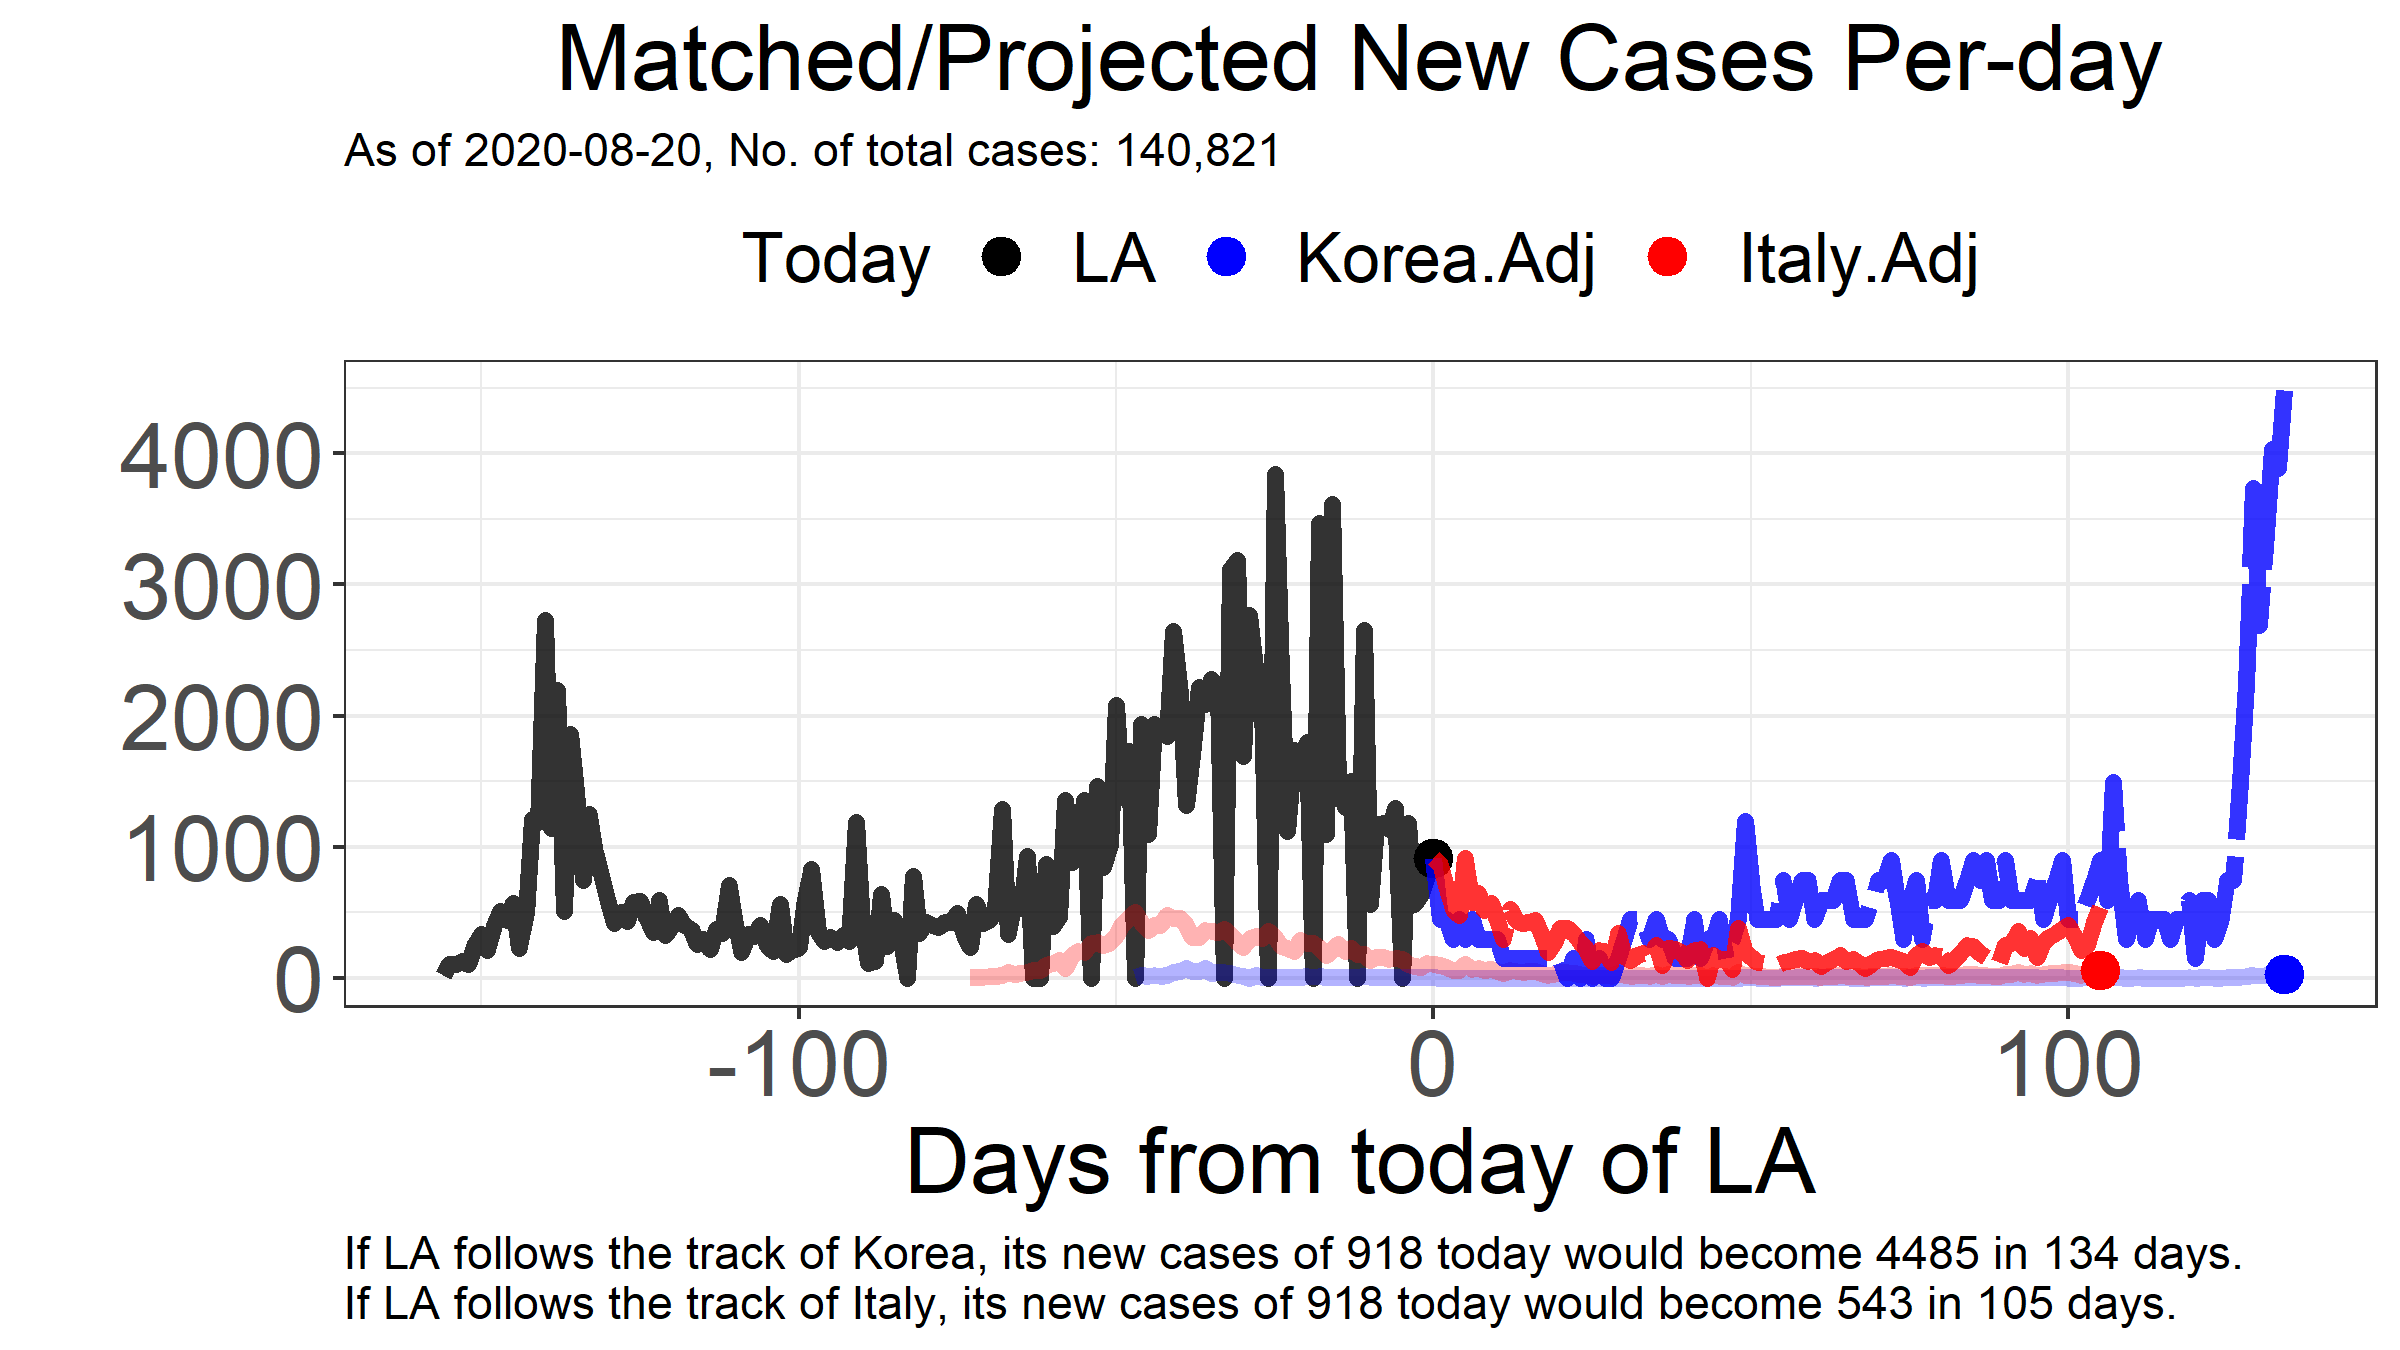 Matched/Projected New Cases Per-day
As of 2020-08-20, No. of total cases: 140,821
Today LA Korea.Adj Italy.Adj
4000
3000
2000
1000
0
-100 0 100
Days from today of LA
If LA follows the track of Korea, its new cases of 918 today would become 4485 in 134 days.
If LA follows the track of Italy, its new cases of 918 today would become 543 in 105 days.